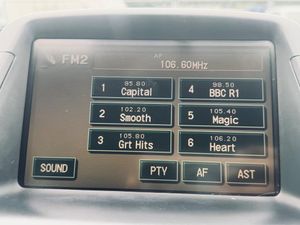 FM2
AF
106.60MHz
1
95.80
Capital
4
98.50
BBC R1
2
102.20
Smooth
5
105.40
Magic
3
105.80
Grt Hits
6
106.20
Heart
SOUND
PTY
AF
AST